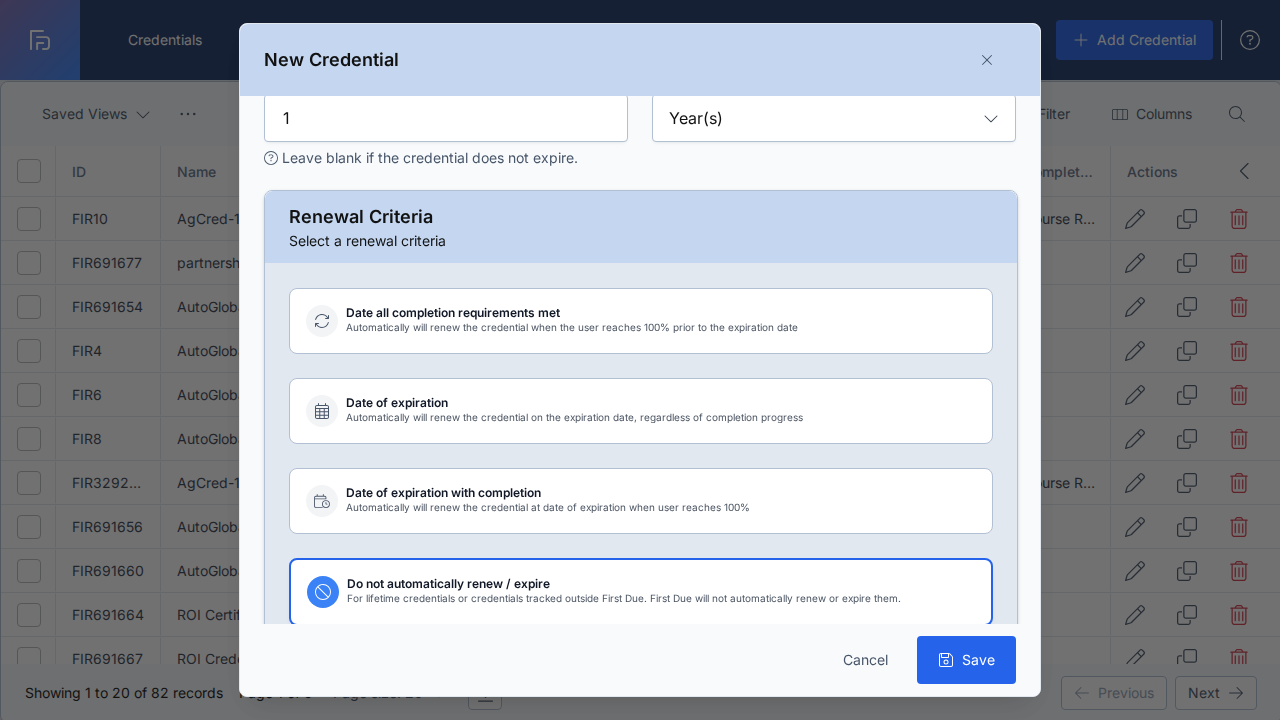 Credentials
Add Credential
New Credential
Saved Views
Filter
Columns
1
Year(s)
Leave blank if the credential does not expire.
ID
Name
Actions
Renewal Criteria
Select a renewal criteria
FIR10
AgCred-1
FIR691677
partnersh
FIR691654
FIR4
FIR6
FIR8
FIR3292...
AgCred-1
FIR691656
FIR691660
FIR691664
FIR691667
Date all completion requirements met
Automatically will renew the credential when the user reaches 100% prior to the expiration date
Date of expiration
Automatically will renew the credential on the expiration date, regardless of completion progress
Date of expiration with completion
Automatically will renew the credential at date of expiration when user reaches 100%
Do not automatically renew / expire
For lifetime credentials or credentials tracked outside First Due. First Due will not automatically renew or expire them.
Cancel
Save
Showing 1 to 20 of 82 records
Previous
Next